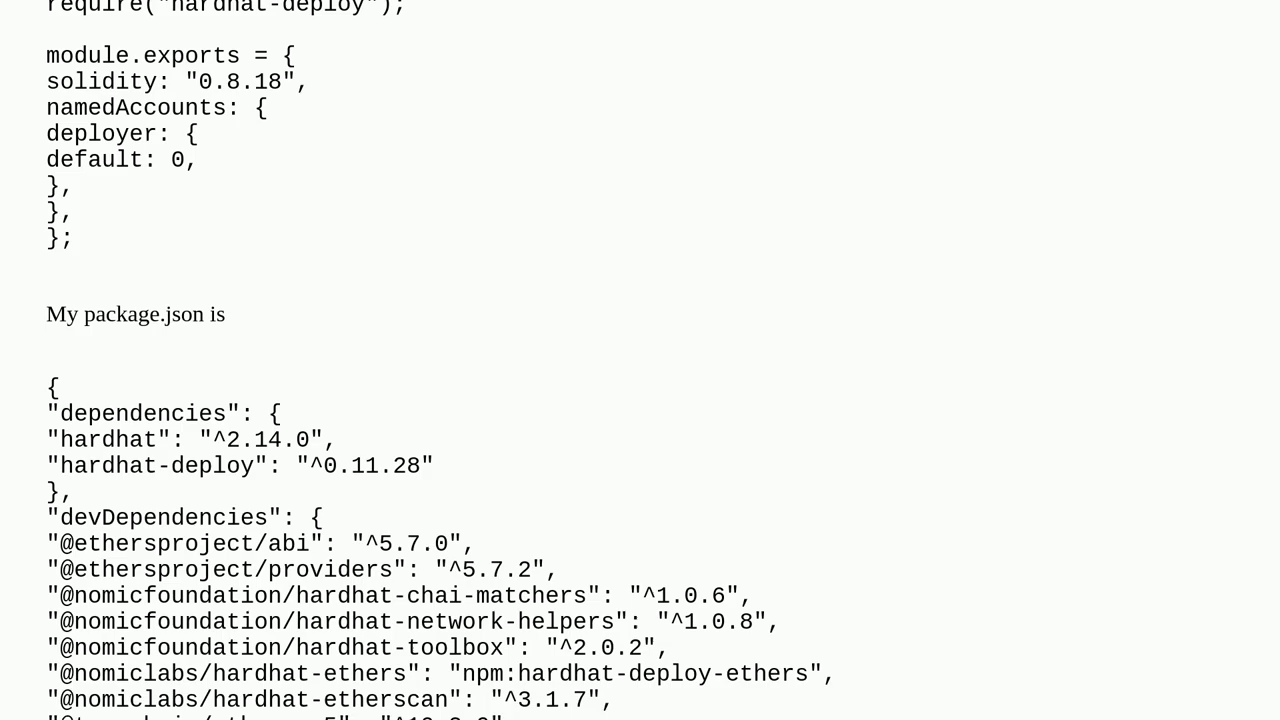 require("hardhat-deploy");
module.exports = {
solidity: "0.8.18",
namedAccounts: {
deployer: {
default: 0,
},
},
};
My package.json is
{
"dependencies": {
"hardhat": "^2.14.0",
"hardhat-deploy": "^0.11.28"
},
"devDependencies": {
"@ethersproject/abi": "^5.7.0",
"@ethersproject/providers": "^5.7.2",
"@nomicfoundation/hardhat-chai-matchers": "^1.0.6",
"@nomicfoundation/hardhat-network-helpers": "^1.0.8",
"@nomicfoundation/hardhat-toolbox": "^2.0.2",
"@nomiclabs/hardhat-ethers": "npm:hardhat-deploy-ethers",
"@nomiclabs/hardhat-etherscan": "^3.1.7",